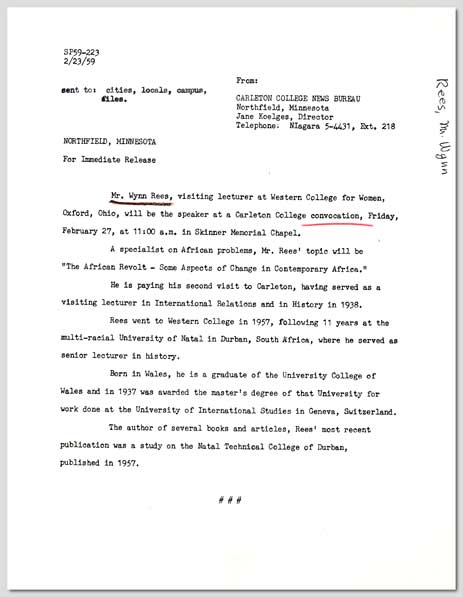 SP59-223
2/23/59
sent to: cities, locals, campus,
files.
From:
CARLETON COLLEGE NEWS BUREAU
Northfield, Minnesota
Jane Koelges, Director
Telephone: NIagara 5-4431, Ext. 218
Rees, Mr. Wynn
NORTHFIELD, MINNESOTA
For Immediate Release
Mr. Wynn Rees, visiting lecturer at Western College for Women,
Oxford, Ohio, will be the speaker at a Carleton College convocation, Friday,
February 27, at 11:00 a.m. in Skinner Memorial Chapel.
A specialist on African problems, Mr. Rees' topic will be
"The African Revolt - Some Aspects of Change in Contemporary Africa."
He is paying his second visit to Carleton, having served as a
visiting lecturer in International Relations and in History in 1938.
Rees went to Western College in 1957, following 11 years at the
multi-racial University of Natal in Durban, South Africa, where he served as
senior lecturer in history.
Born in Wales, he is a graduate of the University College of
Wales and in 1937 was awarded the master's degree of that University for
work done at the University of International Studies in Geneva, Switzerland.
The author of several books and articles, Rees' most recent
publication was a study on the Natal Technical College of Durban,
published in 1957.
# # #